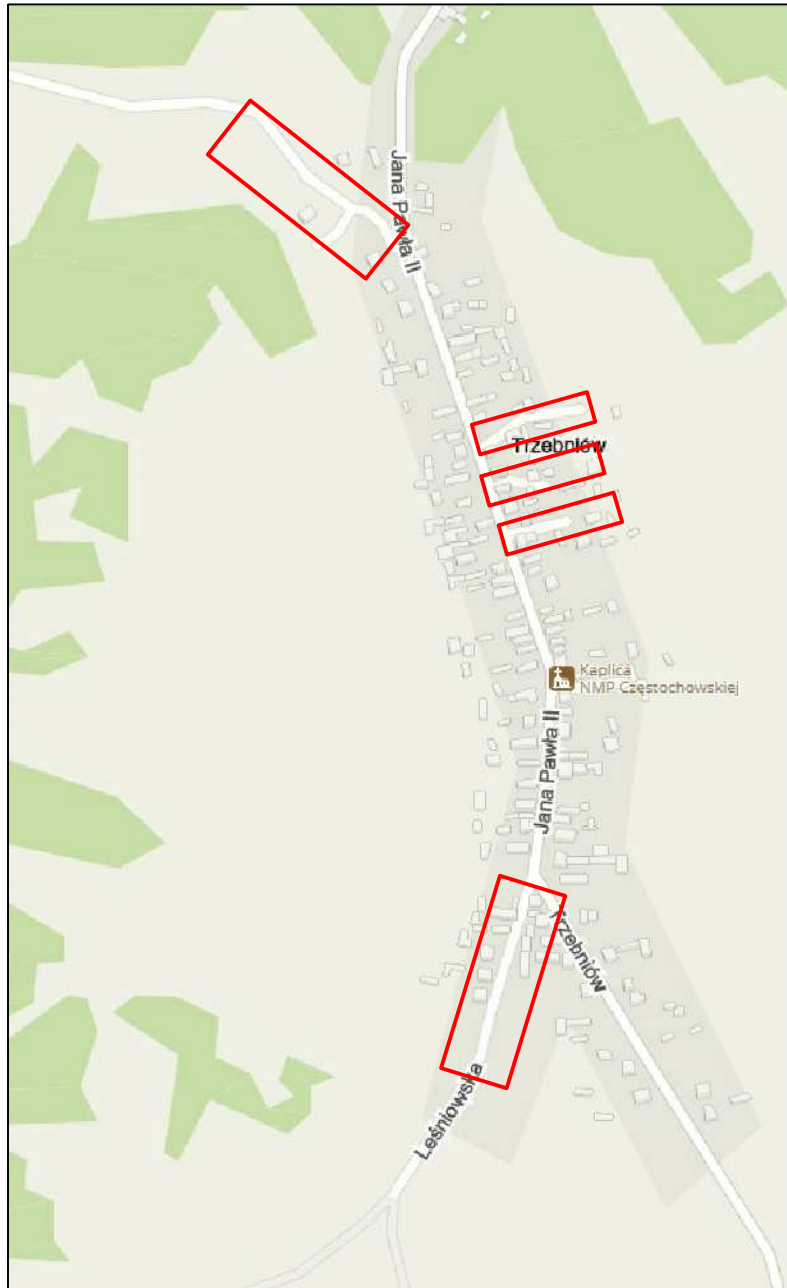 Jana Pawła II
Trzebniów
Kaplica
NMP Częstochowskiej
Jana Pawła II
Trzebniów
Leśniowska